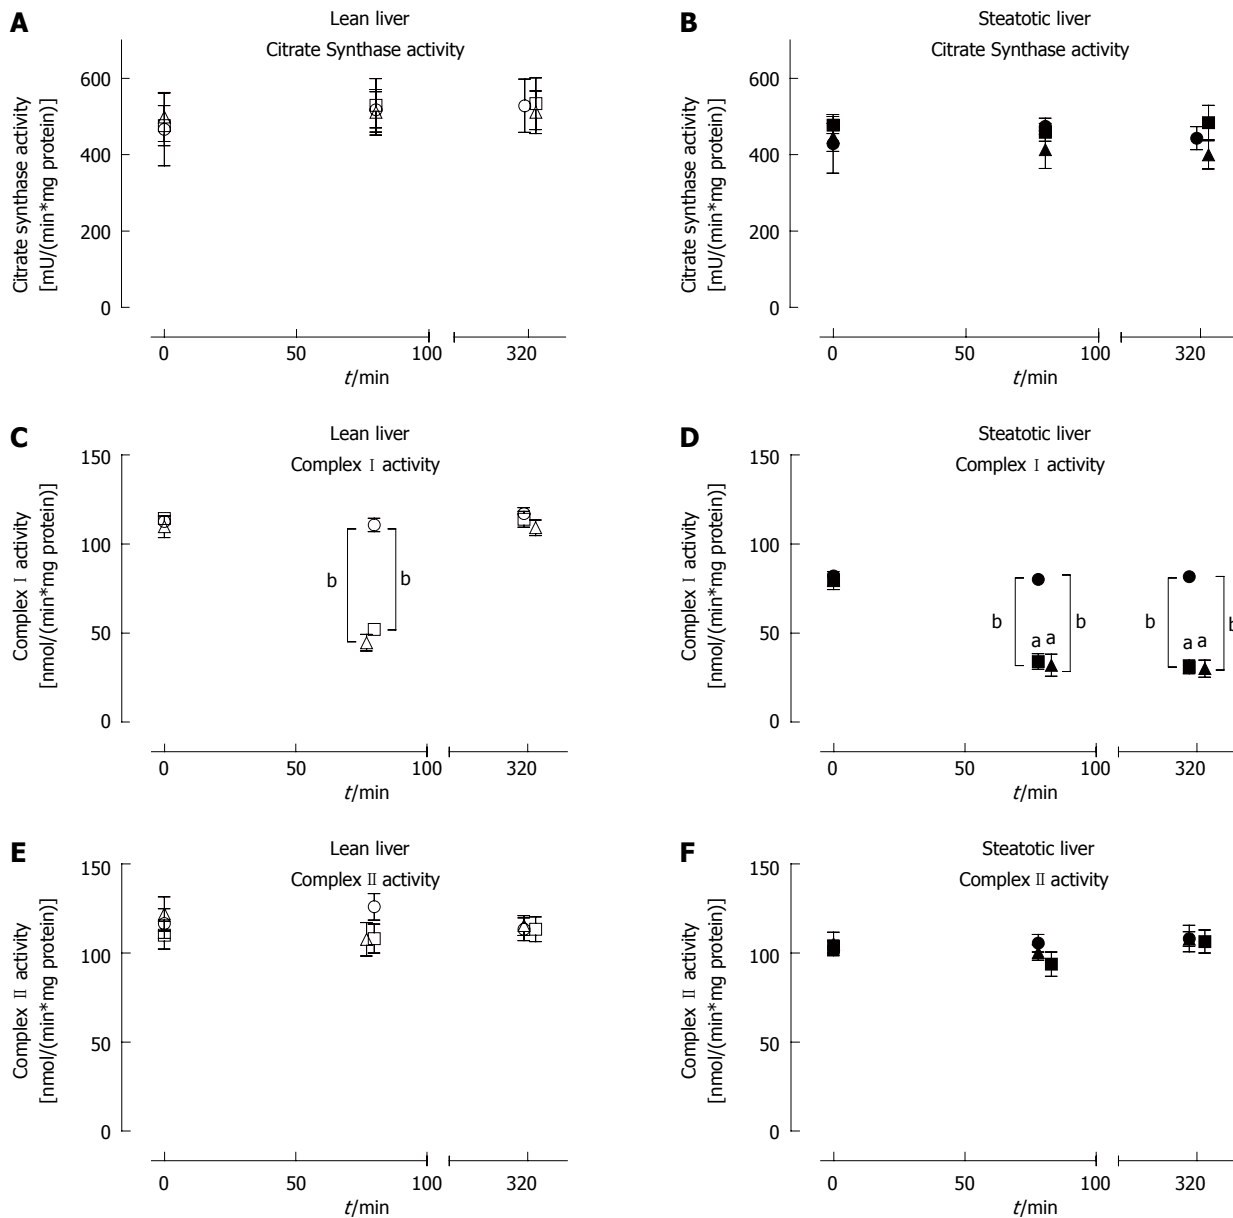 A
Lean liver
Citrate Synthase activity
Citrate synthase activity
[mU/(min*mg protein)]
600
400
200
0
0
50
100
320
t/min
B
Steatotic liver
Citrate Synthase activity
Citrate synthase activity
[mU/(min*mg protein)]
600
400
200
0
0
50
100
320
t/min
C
Lean liver
Complex I activity
Complex I activity
[nmol/(min*mg protein)]
150
100
50
0
b
b
0
50
100
320
t/min
D
Steatotic liver
Complex I activity
Complex I activity
[nmol/(min*mg protein)]
150
100
50
0
b
a a
b
b
a a
b
0
50
100
320
t/min
E
Lean liver
Complex II activity
Complex II activity
[nmol/(min*mg protein)]
150
100
50
0
0
50
100
320
t/min
F
Steatotic liver
Complex II activity
Complex II activity
[nmol/(min*mg protein)]
150
100
50
0
0
50
100
320
t/min